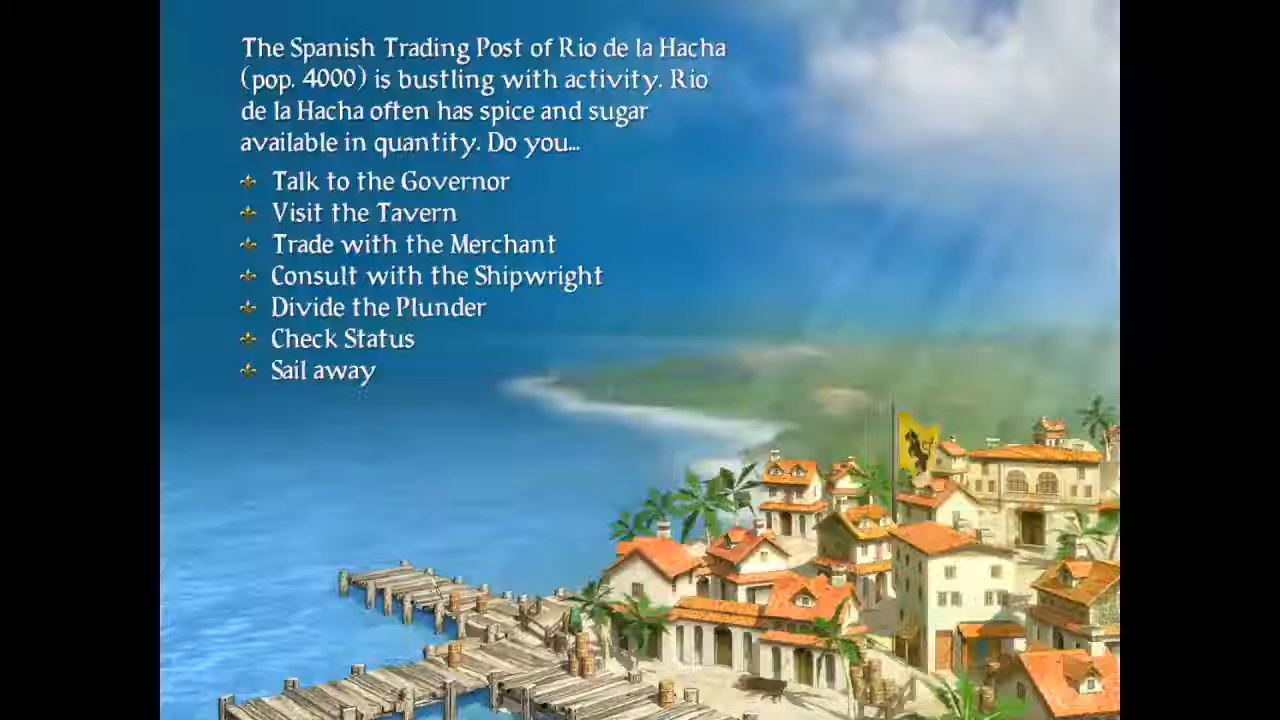 The Spanish Trading Post of Rio de la Hacha
(pop. 4000) is bustling with activity. Rio
de la Hacha often has spice and sugar
available in quantity. Do you...
Talk to the Governor
Visit the Tavern
Trade with the Merchant
Consult with the Shipwright
Divide the Plunder
Check Status
Sail away